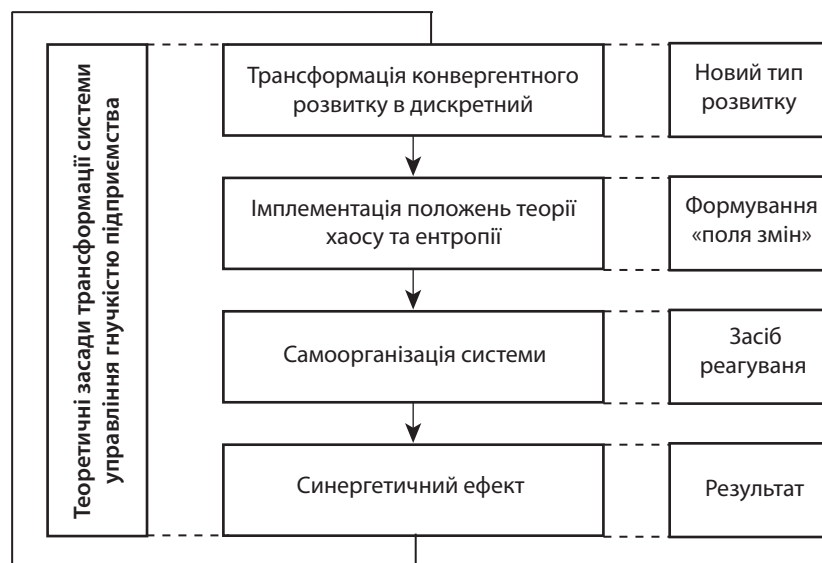 Теоретичні засади трансформації системи
управління гнучкістю підприємства
Трансформація конвергентного
розвитку в дискретний
Новий тип
розвитку
Імплементація положень теорії
хаосу та ентропії
Формування
«поля змін»
Самоорганізація системи
Засіб
реагуваня
Синергетичний ефект
Результат